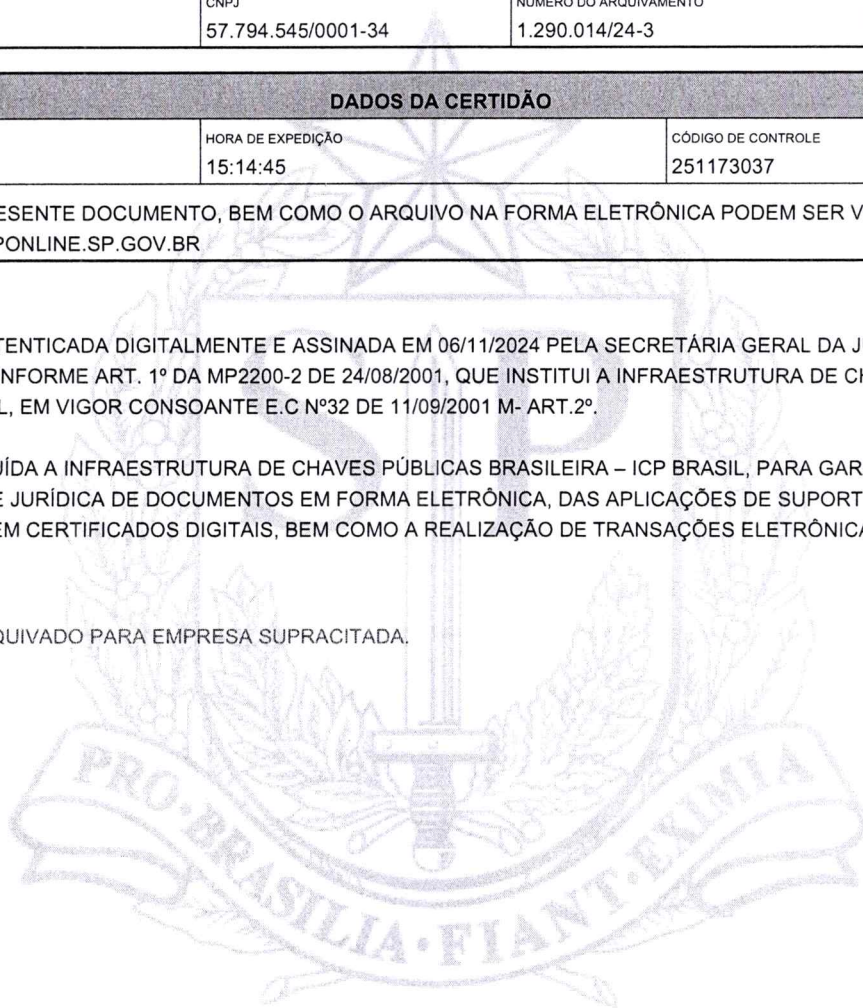 CNPJ NÚMERO DO ARQUIVAMENTO
57.794.545/0001-34 1.290.014/24-3
DADOS DA CERTIDÃO
HORA DE EXPEDIÇÃO CÓDIGO DE CONTROLE
15:14:45 251173037
ESENTE DOCUMENTO, BEM COMO O ARQUIVO NA FORMA ELETRÔNICA PODEM SER V
PONLINE.SP.GOV.BR
TENTICADA DIGITALMENTE E ASSINADA EM 06/11/2024 PELA SECRETÁRIA GERAL DA J
NFORME ART. 1º DA MP2200-2 DE 24/08/2001, QUE INSTITUI A INFRAESTRUTURA DE CH
L, EM VIGOR CONSOANTE E.C Nº32 DE 11/09/2001 M- ART.2º.
UÍDA A INFRAESTRUTURA DE CHAVES PÚBLICAS BRASILEIRA – ICP BRASIL, PARA GAR
E JURÍDICA DE DOCUMENTOS EM FORMA ELETRÔNICA, DAS APLICAÇÕES DE SUPORT
EM CERTIFICADOS DIGITAIS, BEM COMO A REALIZAÇÃO DE TRANSAÇÕES ELETRÔNICA
QUIVADO PARA EMPRESA SUPRACITADA.
SP
PRO·BRASILIA·FIANT·EXIMIA